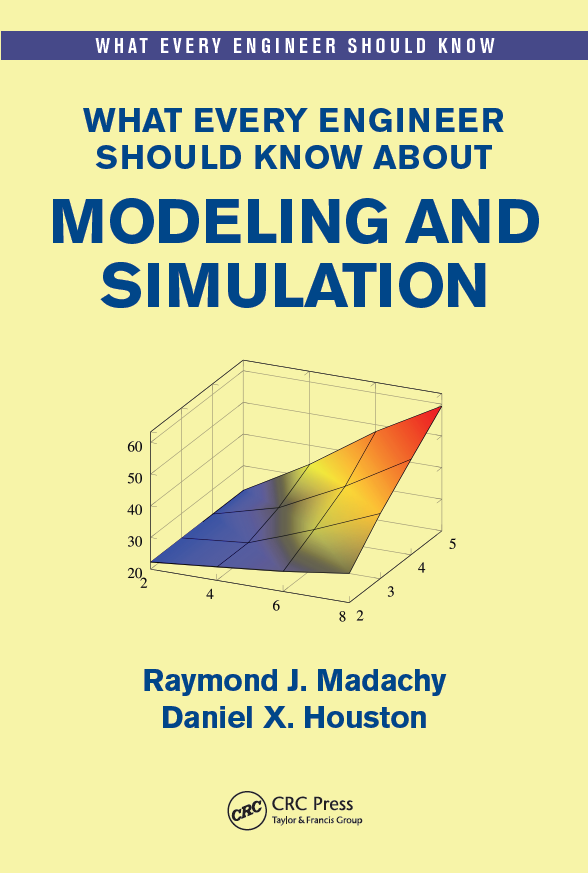 WHAT EVERY ENGINEER SHOULD KNOW
WHAT EVERY ENGINEER
SHOULD KNOW ABOUT
MODELING AND
SIMULATION
60
50
40
30
20
2
4
6
8
2
3
4
5
Raymond J. Madachy
Daniel X. Houston
CRC
CRC Press
Taylor & Francis Group